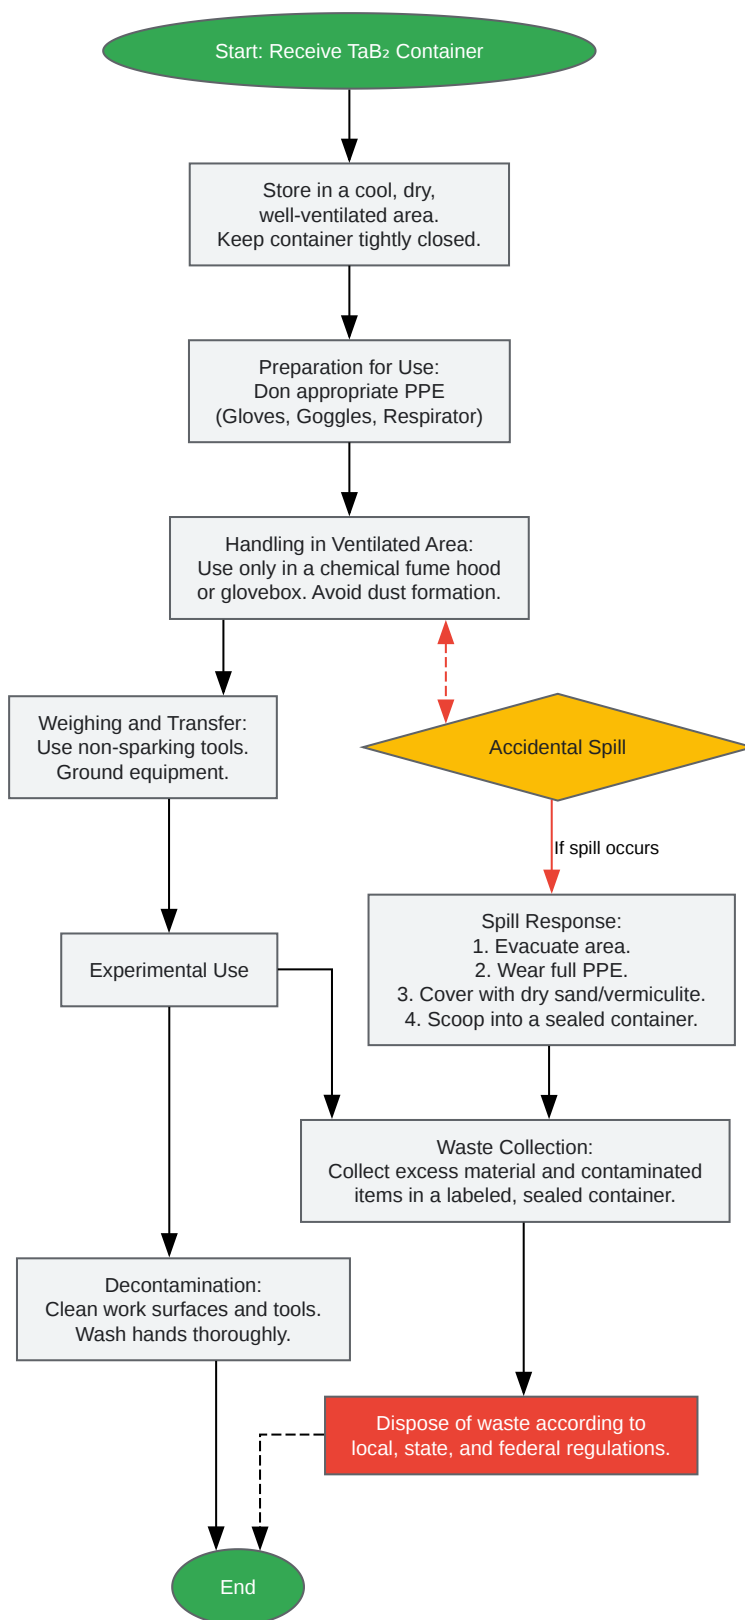 Start: Receive TaB₂ Container
Store in a cool, dry,
well-ventilated area.
Keep container tightly closed.
Preparation for Use:
Don appropriate PPE
(Gloves, Goggles, Respirator)
Handling in Ventilated Area:
Use only in a chemical fume hood
or glovebox. Avoid dust formation.
Weighing and Transfer:
Use non-sparking tools.
Ground equipment.
Accidental Spill
If spill occurs
Spill Response:
1. Evacuate area.
2. Wear full PPE.
3. Cover with dry sand/vermiculite.
4. Scoop into a sealed container.
Experimental Use
Waste Collection:
Collect excess material and contaminated
items in a labeled, sealed container.
Decontamination:
Clean work surfaces and tools.
Wash hands thoroughly.
Dispose of waste according to
local, state, and federal regulations.
End